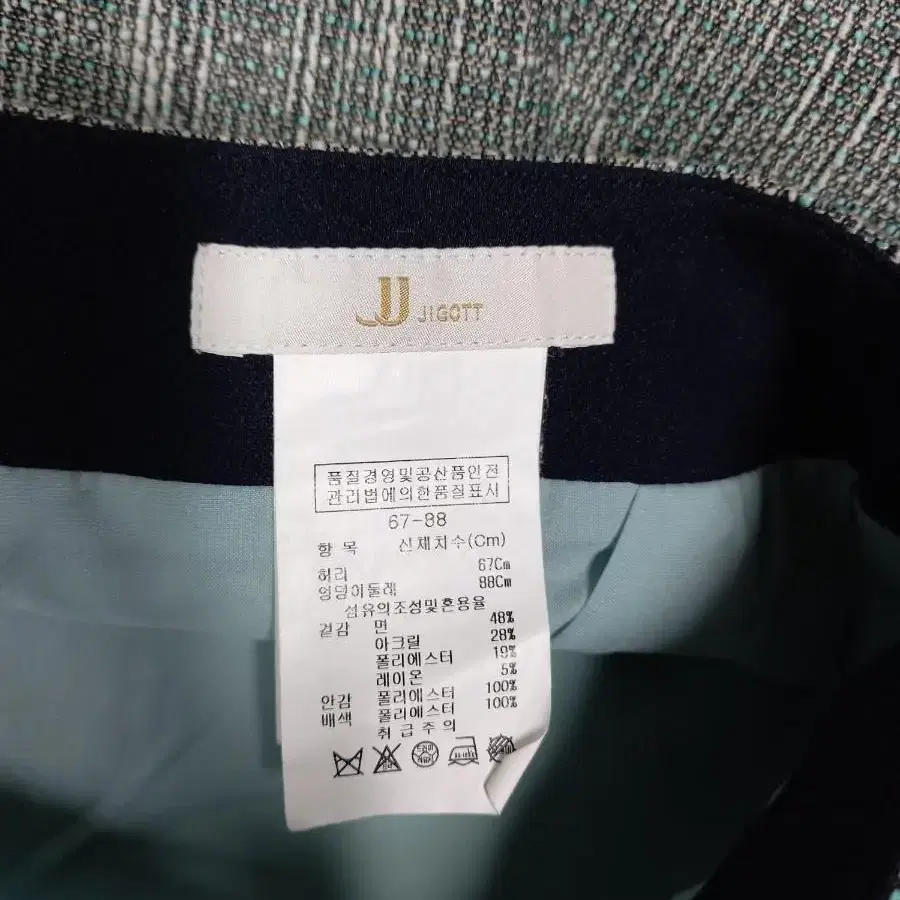 JJ JIGOTT
품질경영및공산품안전
관리법에의한품질표시
67-88
항 목 신체치수(Cm)
허리 67Cm
엉덩이둘레 88Cm
섬유의조성및혼용율
겉감 면 48%
아크릴 28%
폴리에스터 19%
레이온 5%
안감 폴리에스터 100%
배색 폴리에스터 100%
취급주의